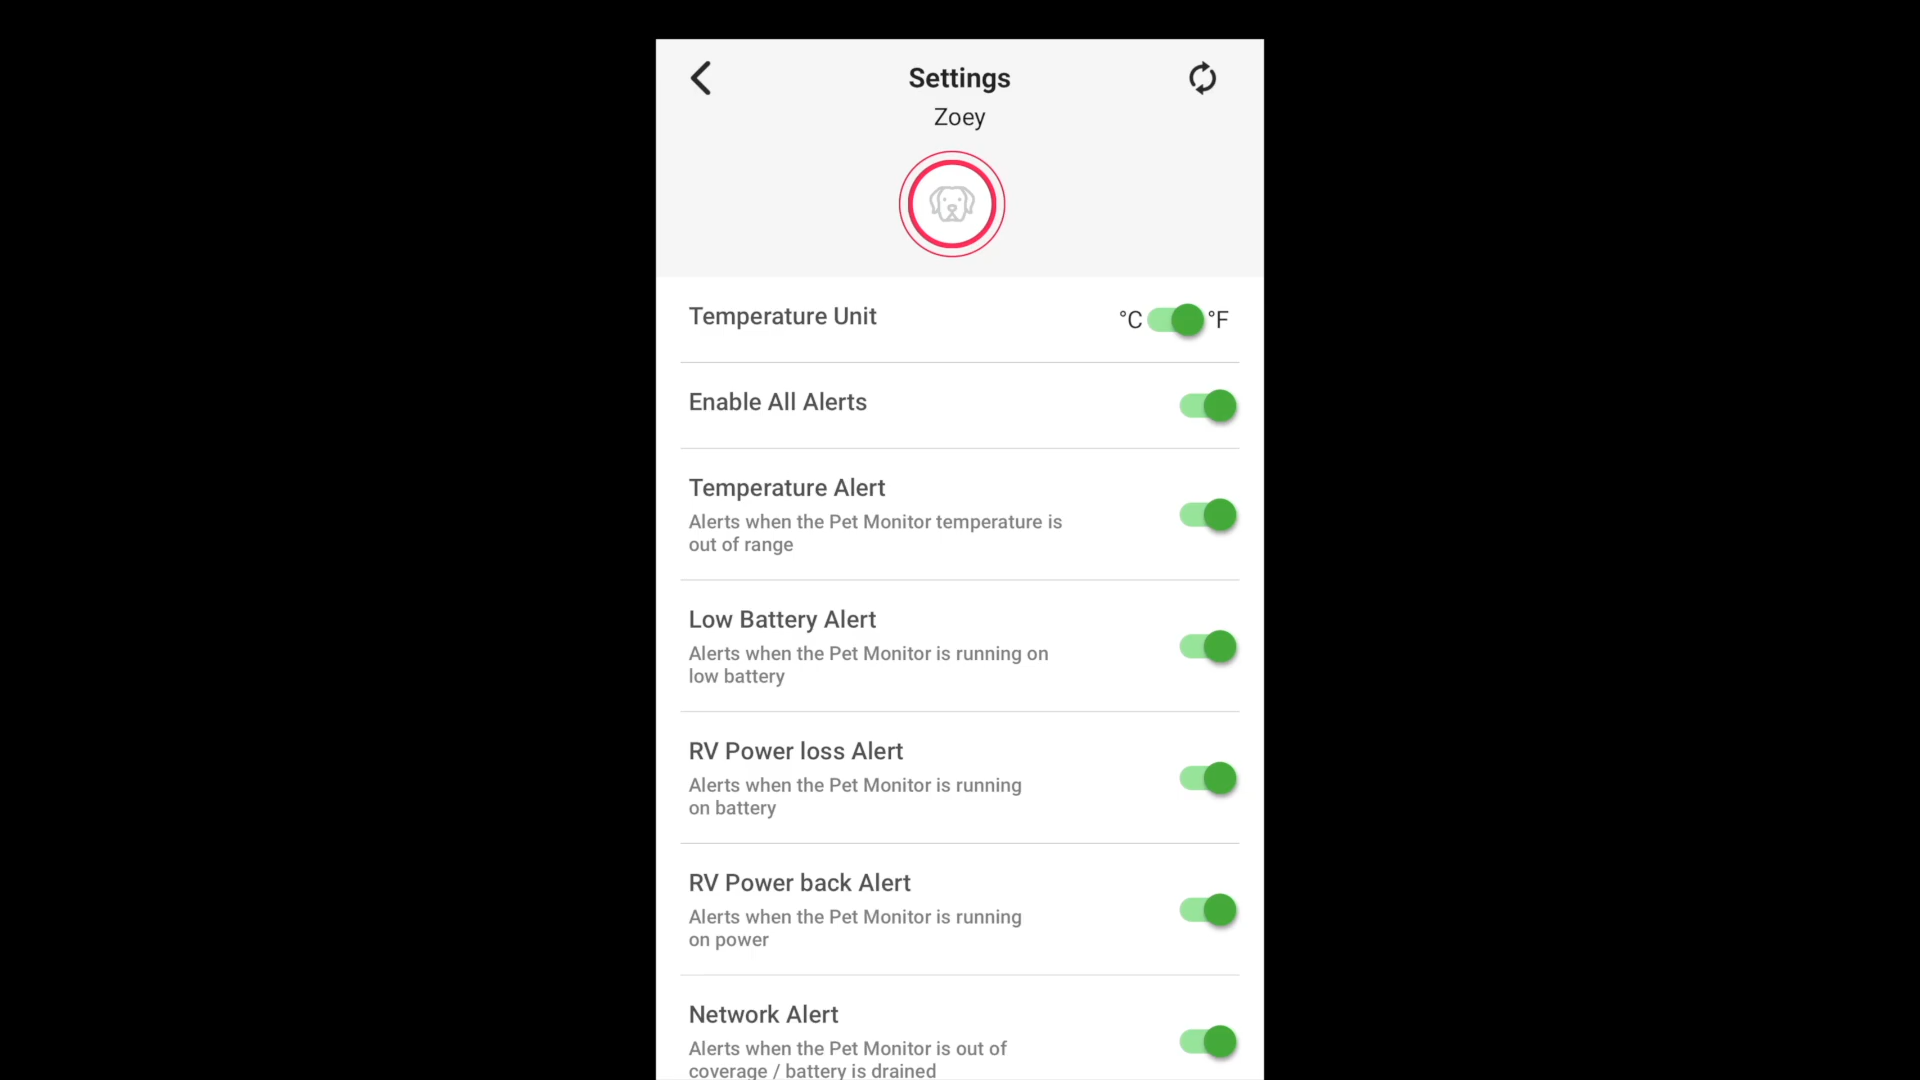 Settings
Zoey
Temperature Unit
°C °F
Enable All Alerts
Temperature Alert
Alerts when the Pet Monitor temperature is
out of range
Low Battery Alert
Alerts when the Pet Monitor is running on
low battery
RV Power loss Alert
Alerts when the Pet Monitor is running
on battery
RV Power back Alert
Alerts when the Pet Monitor is running
on power
Network Alert
Alerts when the Pet Monitor is out of
coverage / battery is drained